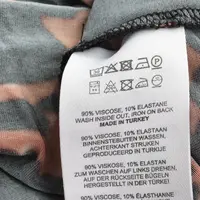 90% VISCOSE, 10% ELASTANE
WASH INSIDE OUT, IRON ON BACK
MADE IN TURKEY
90% VISCOSE, 10% ELASTAAN
BINNENSTEBUITEN WASSEN,
ACHTERKANT STRIJKEN
GEPRODUCEERD IN TURKIJE
90% VISKOSE, 10% ELASTAN
ZUM WASCHEN AUF LINKS DREHEN,
AUF DER RÜCKSEITE BÜGELN
HERGESTELLT IN DER TÜRKEI
90% VISCOSE, 10% ÉLASTHANNE